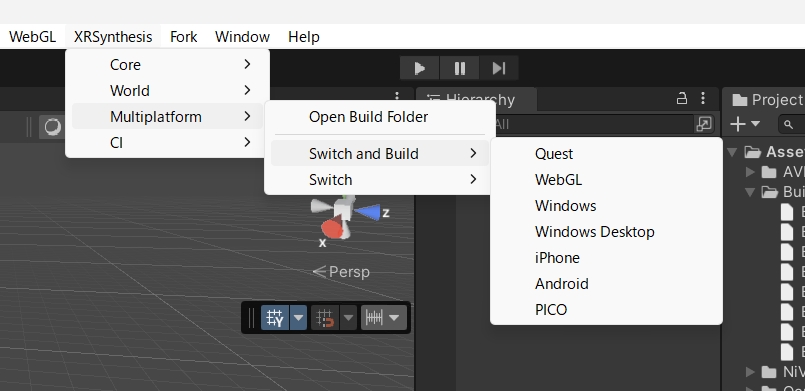 WebGL XRSynthesis Fork Window Help
Core
World
Multiplatform
CI
Open Build Folder
Switch and Build
Switch
Quest
WebGL
Windows
Windows Desktop
iPhone
Android
PICO
Hierarchy
All
Project
Asse
AV
Bui
NiV
z
x
Persp